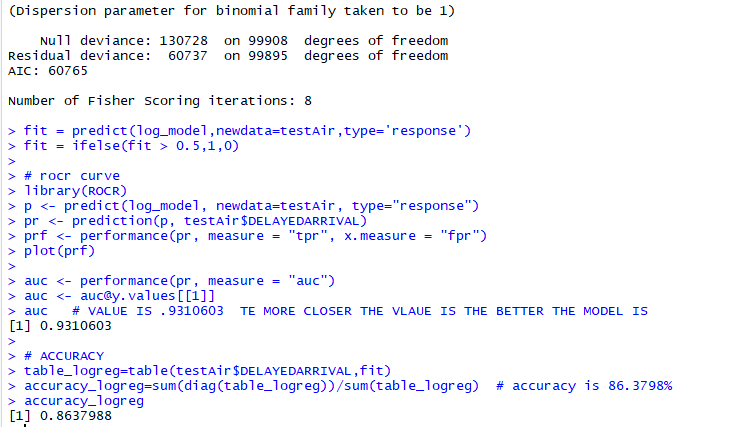 (Dispersion parameter for binomial family taken to be 1)
Null deviance: 130728 on 99908 degrees of freedom
Residual deviance: 60737 on 99895 degrees of freedom
AIC: 60765
Number of Fisher Scoring iterations: 8
> fit = predict(log_model,newdata=testAir,type='response')
> fit = ifelse(fit > 0.5,1,0)
>
> # rocr curve
> library(ROCR)
> p <- predict(log_model, newdata=testAir, type="response")
> pr <- prediction(p, testAir$DELAYEDARRIVAL)
> prf <- performance(pr, measure = "tpr", x.measure = "fpr")
> plot(prf)
>
> auc <- performance(pr, measure = "auc")
> auc <- auc@y.values[[1]]
> auc # VALUE IS .9310603 TE MORE CLOSER THE VLAUE IS THE BETTER THE MODEL IS
[1] 0.9310603
>
> # ACCURACY
> table_logreg=table(testAir$DELAYEDARRIVAL,fit)
> accuracy_logreg=sum(diag(table_logreg))/sum(table_logreg) # accuracy is 86.3798%
> accuracy_logreg
[1] 0.8637988